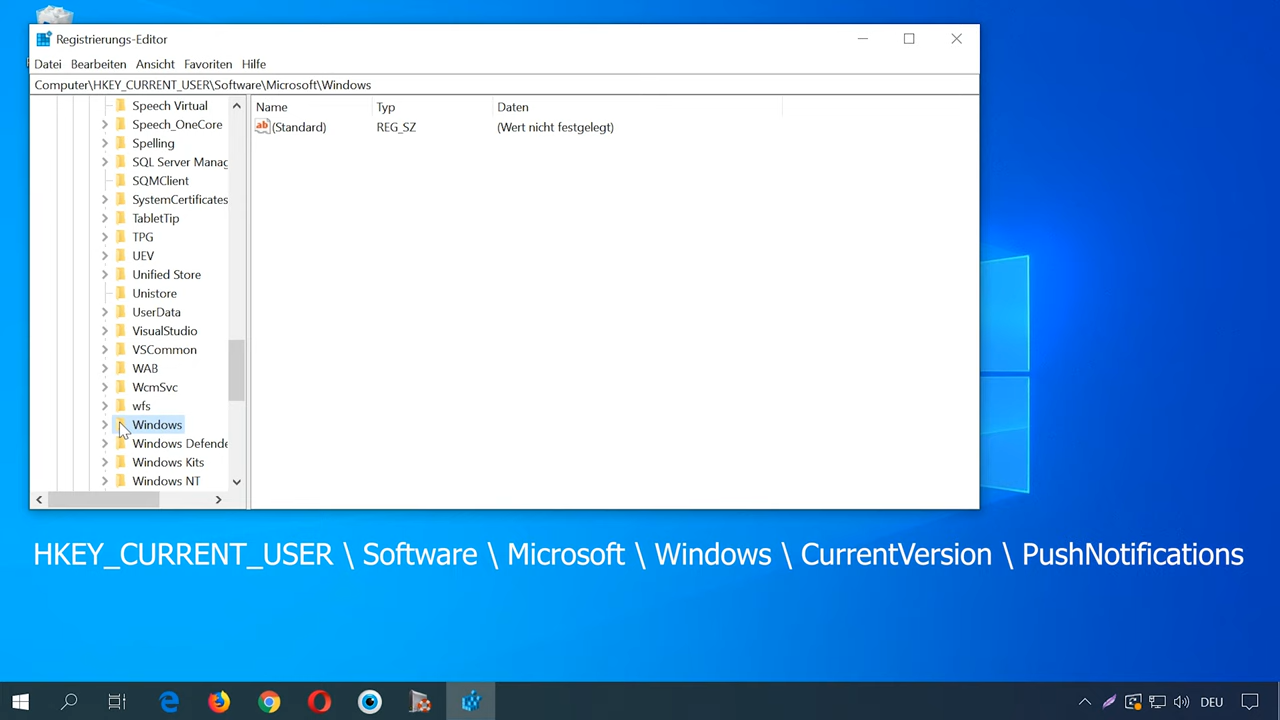 Registrierungs-Editor
Datei Bearbeiten Ansicht Favoriten Hilfe
Computer\HKEY_CURRENT_USER\Software\Microsoft\Windows
Speech Virtual
Speech_OneCore
Spelling
SQL Server Manag
SQMClient
SystemCertificates
TabletTip
TPG
UEV
Unified Store
Unistore
UserData
VisualStudio
VSCommon
WAB
WcmSvc
wfs
Windows
Windows Defende
Windows Kits
Windows NT
Name Typ Daten
ab (Standard) REG_SZ (Wert nicht festgelegt)
HKEY_CURRENT_USER \ Software \ Microsoft \ Windows \ CurrentVersion \ PushNotifications
DEU